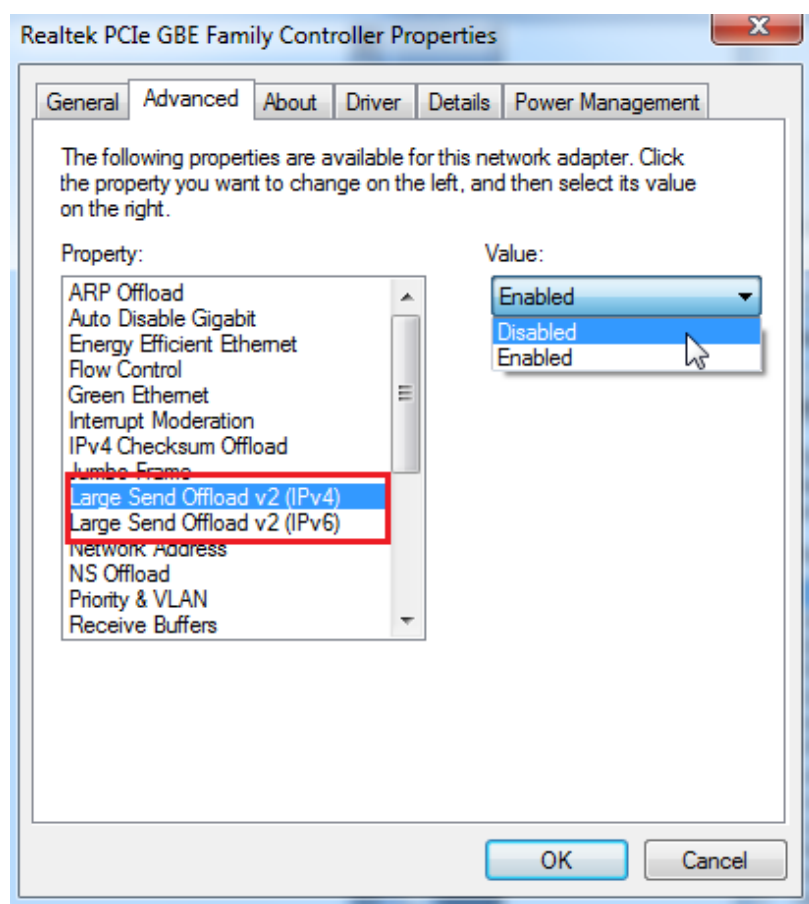 Realtek PCIe GBE Family Controller Properties
General Advanced About Driver Details Power Management
The following properties are available for this network adapter. Click
the property you want to change on the left, and then select its value
on the right.
Property:
Value:
ARP Offload
Auto Disable Gigabit
Energy Efficient Ethernet
Flow Control
Green Ethernet
Interrupt Moderation
IPv4 Checksum Offload
Jumbo Frame
Large Send Offload v2 (IPv4)
Large Send Offload v2 (IPv6)
Network Address
NS Offload
Priority & VLAN
Receive Buffers
Enabled
Disabled
Enabled
OK
Cancel